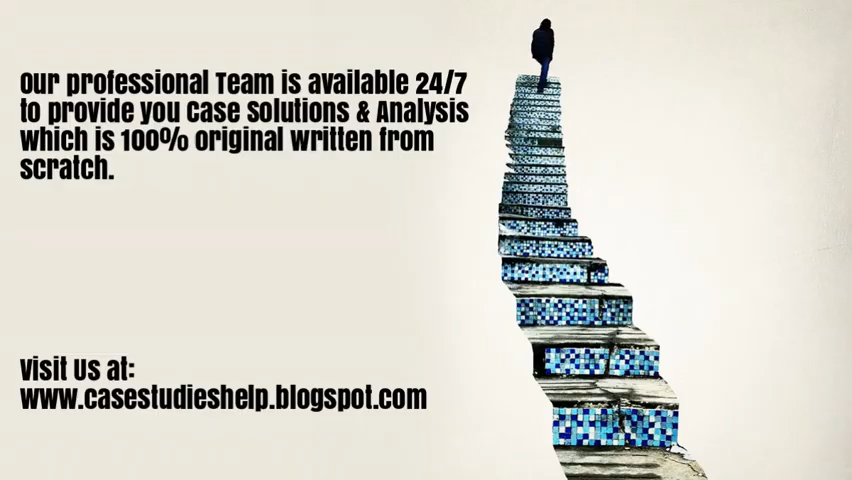 Our professional Team is available 24/7
to provide you Case Solutions & Analysis
which is 100% original written from
scratch.
Visit Us at:
www.casestudieshelp.blogspot.com